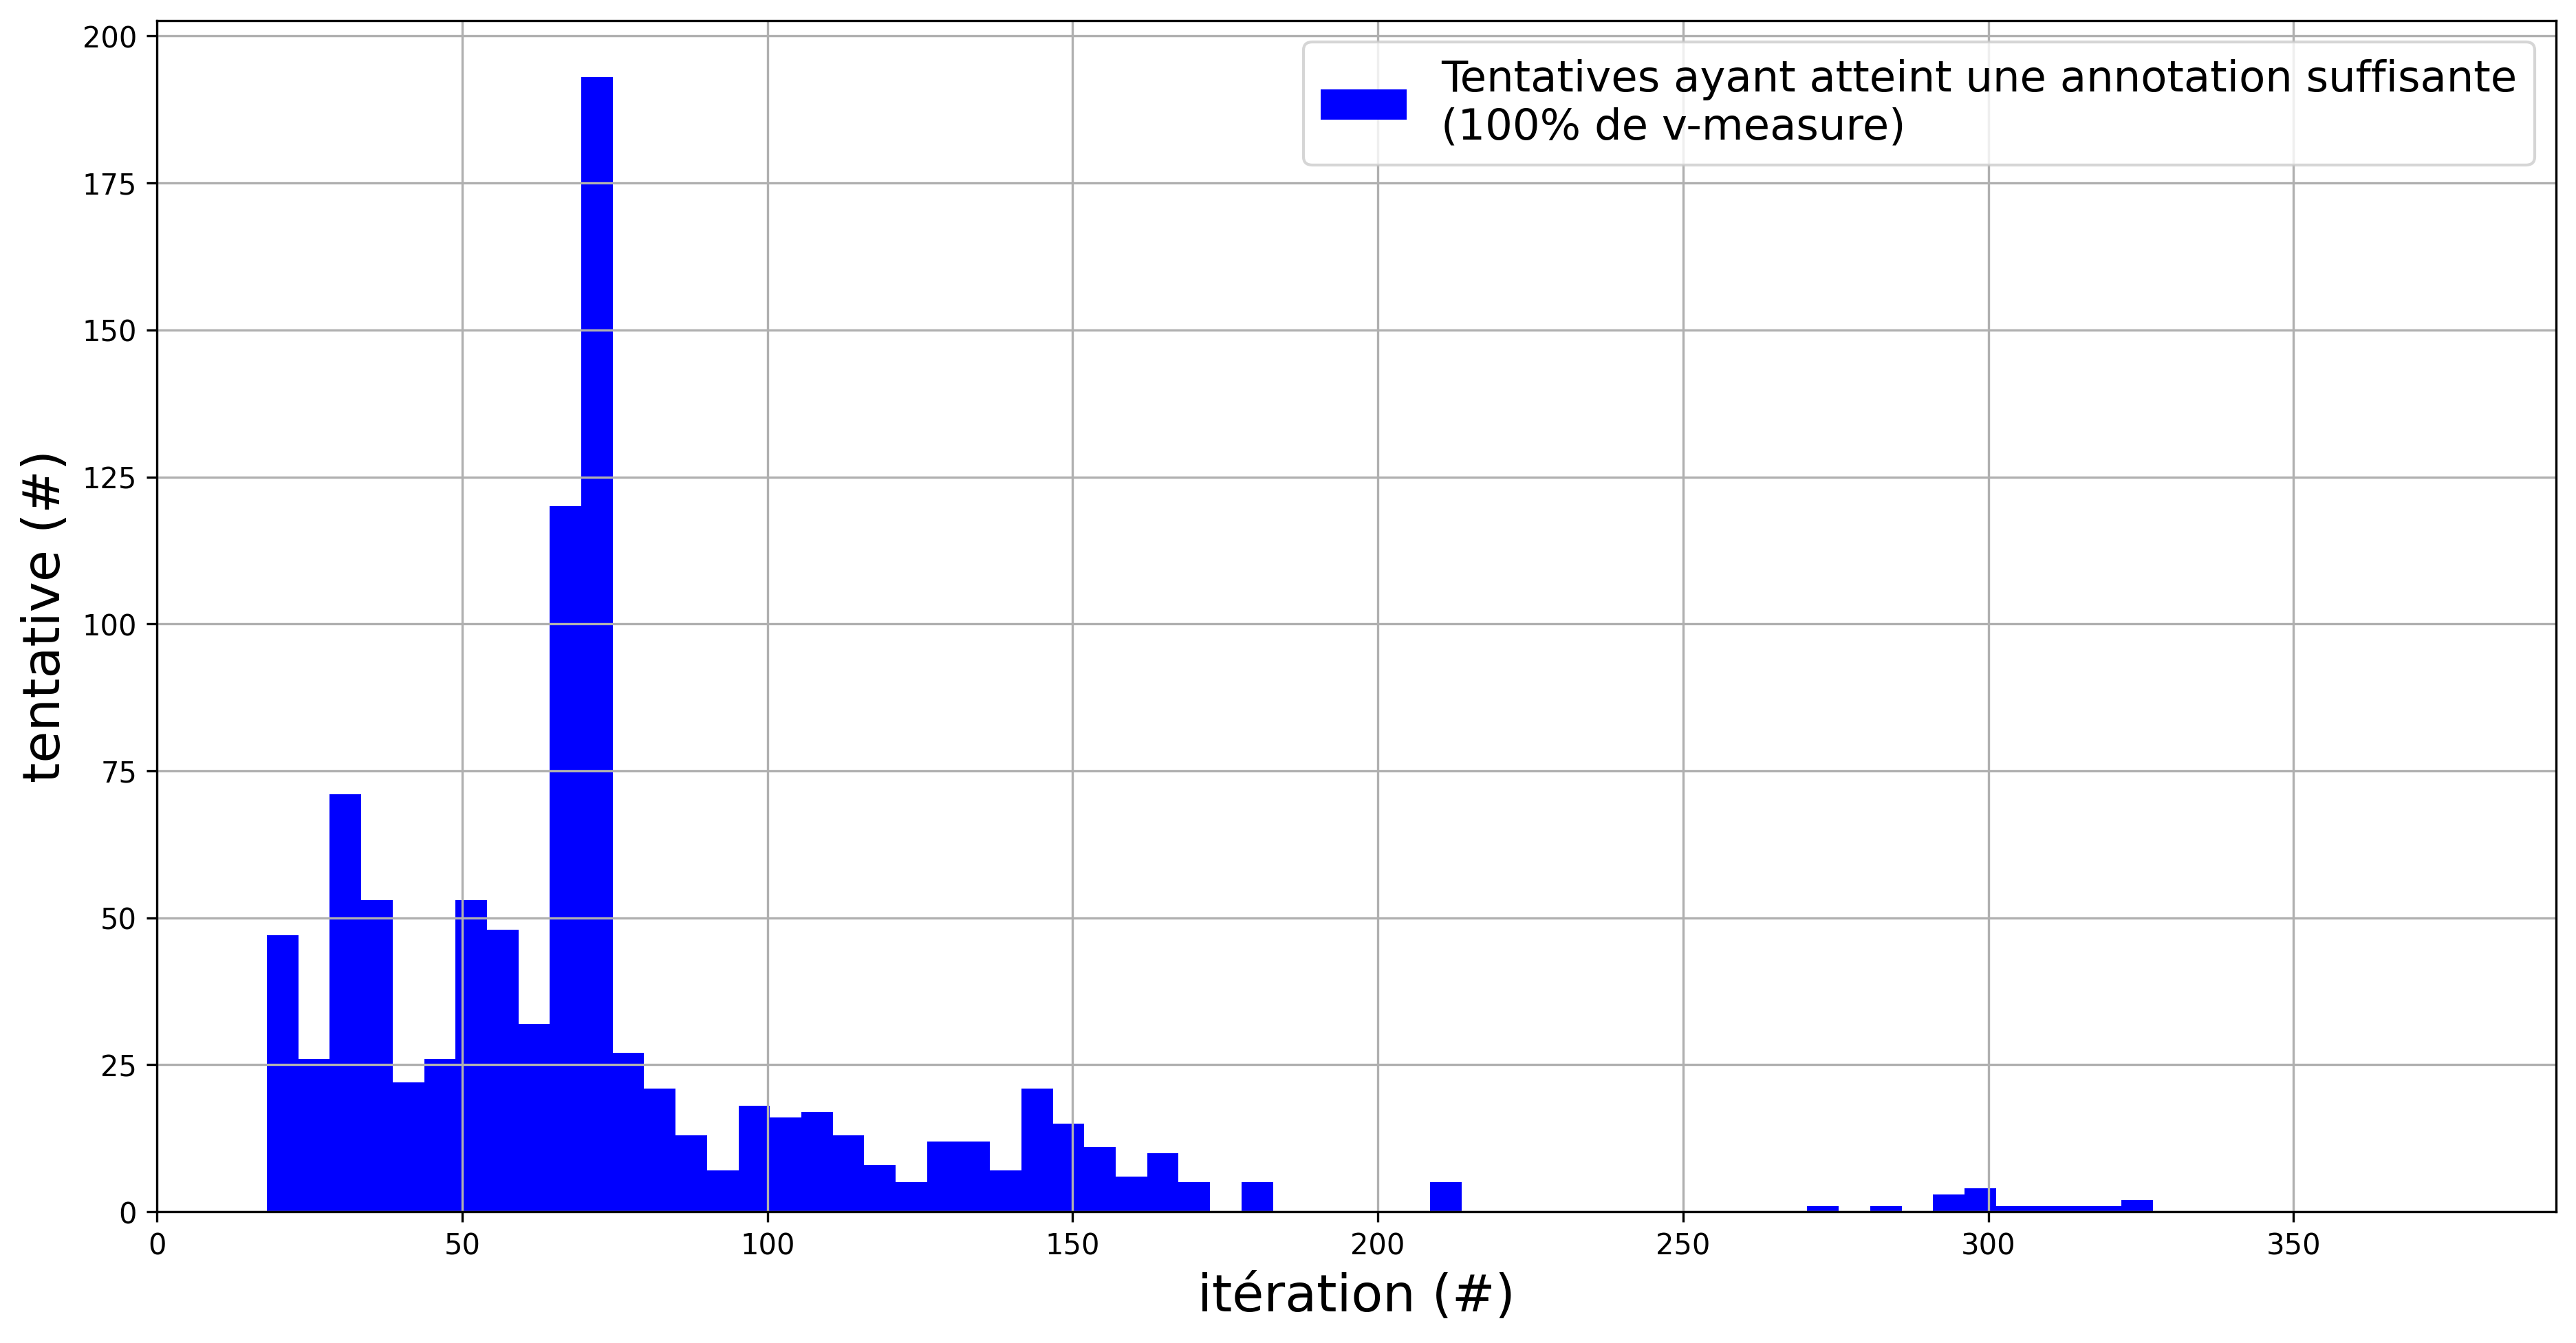 Tentatives ayant atteint une annotation suffisante
(100% de v-measure)
200
175
150
125
100
75
50
25
0
tentative (#)
0 50 100 150 200 250 300 350
itération (#)